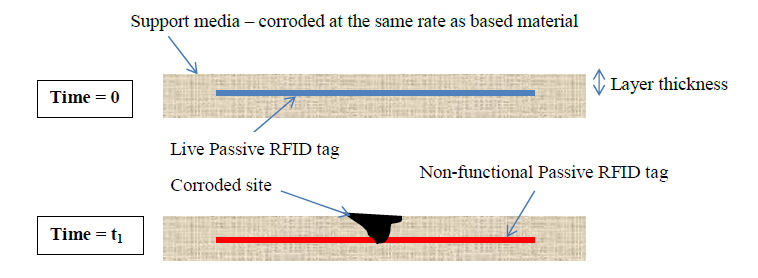 Support media – corroded at the same rate as based material
Time = 0
Layer thickness
Live Passive RFID tag
Non-functional Passive RFID tag
Corroded site
Time = t₁